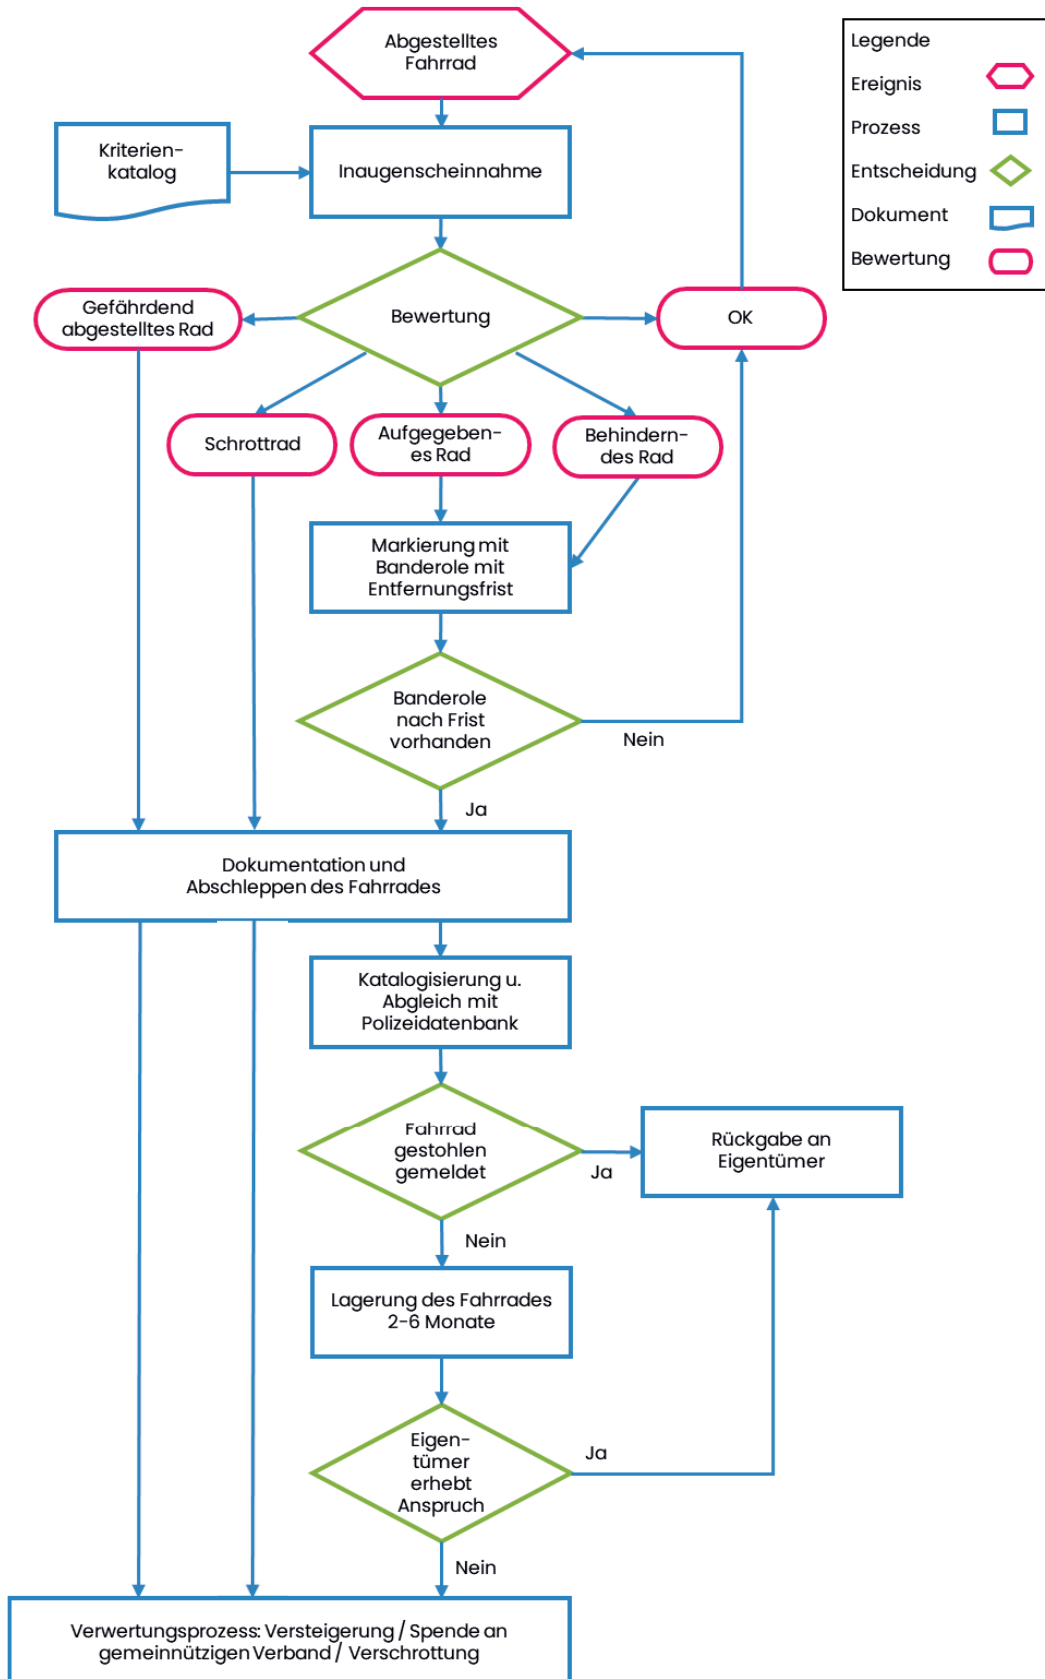 Abgestelltes
Fahrrad
Legende
Ereignis
Prozess
Entscheidung
Dokument
Bewertung
Kriterien-
katalog
Inaugenscheinnahme
Gefährdend
abgestelltes Rad
Bewertung
OK
Schrottrad
Aufgegeben-
es Rad
Behindern-
des Rad
Markierung mit
Banderole mit
Entfernungsfrist
Banderole
nach Frist
vorhanden
Nein
Ja
Dokumentation und
Abschleppen des Fahrrades
Katalogisierung u.
Abgleich mit
Polizeidatenbank
Fahrrad
gestohlen
gemeldet
Ja
Rückgabe an
Eigentümer
Nein
Lagerung des Fahrrades
2-6 Monate
Eigen-
tümer
erhebt
Anspruch
Ja
Nein
Verwertungsprozess: Versteigerung / Spende an
gemeinnützigen Verband / Verschrottung